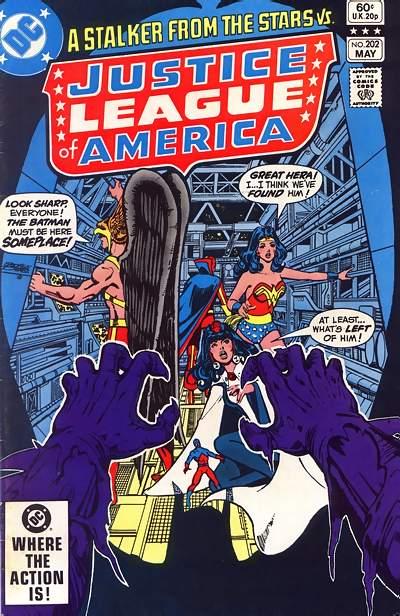 DC
A STALKER FROM THE STARS VS.
60¢
U.K. 20p
NO. 202
MAY
APPROVED
BY THE
COMICS
CODE
AUTHORITY
JUSTICE
LEAGUE
of AMERICA
LOOK SHARP,
EVERYONE!
THE BATMAN
MUST BE HERE
SOMEPLACE!
GREAT HERA!
I...I THINK WE'VE
FOUND HIM!
AT LEAST...
WHAT'S LEFT
OF HIM!
DC
WHERE
THE ACTION
IS!